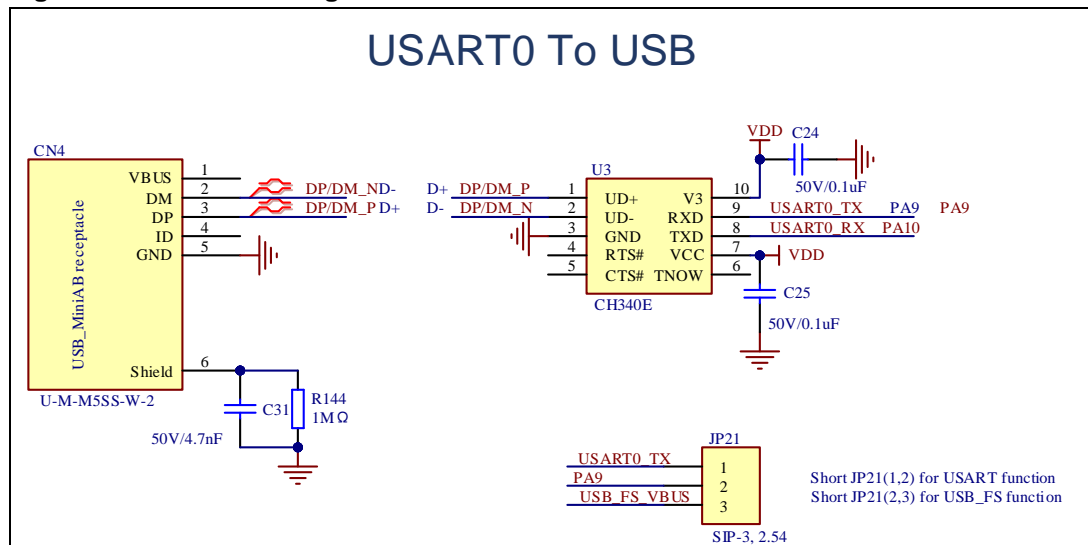 USART0 To USB
CN4
VBUS 1
DM 2
DP 3
ID 4
GND 5
Shield 6
USB_MiniAB receptacle
U-M-M5SS-W-2
DP/DM_N D-
DP/DM_P D+
C31
50V/4.7nF
R144
1MΩ
D+ DP/DM_P
D- DP/DM_N
U3
1 UD+ V3 10
2 UD- RXD 9
3 GND TXD 8
4 RTS# VCC 7
5 CTS# TNOW 6
CH340E
VDD
C24
50V/0.1uF
USART0_TX PA9 PA9
USART0_RX PA10
VDD
C25
50V/0.1uF
JP21
USART0_TX 1
PA9 2
USB_FS_VBUS 3
SIP-3, 2.54
Short JP21(1,2) for USART function
Short JP21(2,3) for USB_FS function